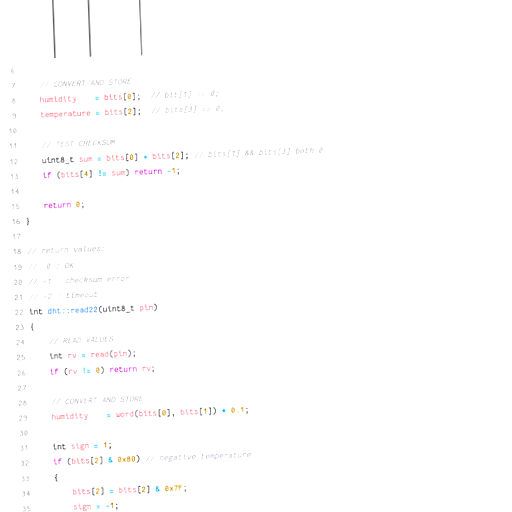 6
7 // CONVERT AND STORE
8 humidity = bits[0]; // bit[1] == 0;
9 temperature = bits[2]; // bits[3] == 0;
10
11 // TEST CHECKSUM
12 uint8_t sum = bits[0] + bits[2]; // bits[1] && bits[3] both 0
13 if (bits[4] != sum) return -1;
14
15 return 0;
16 }
17
18 // return values:
19 // 0 : OK
20 // -1 : checksum error
21 // -2 : timeout
22 int dht::read22(uint8_t pin)
23 {
24 // READ VALUES
25 int rv = read(pin);
26 if (rv != 0) return rv;
27
28 // CONVERT AND STORE
29 humidity = word(bits[0], bits[1]) * 0.1;
30
31 int sign = 1;
32 if (bits[2] & 0x80) // negative temperature
33 {
34 bits[2] = bits[2] & 0x7F;
35 sign = -1;